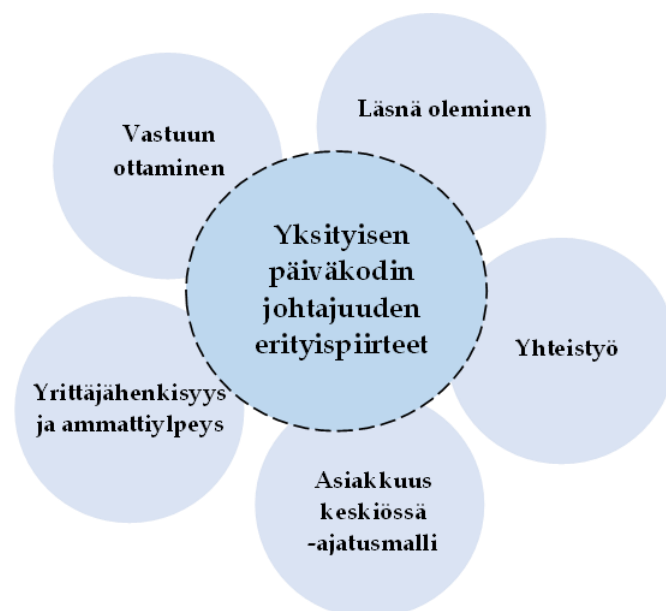 Läsnä oleminen
Vastuun
ottaminen
Yksityisen
päiväkodin
johtajuuden
erityispiirteet
Yhteistyö
Yrittäjähenkisyys
ja ammattiylpeys
Asiakkuus
keskiössä
-ajatusmalli